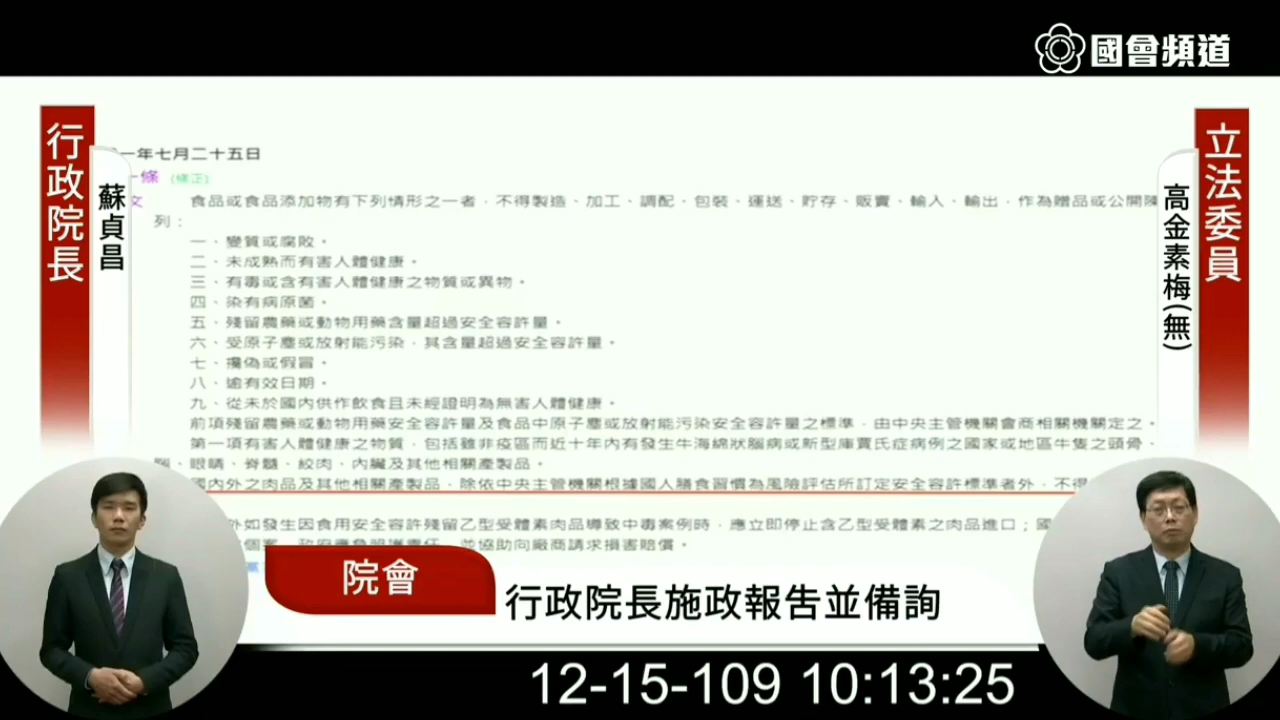 國會頻道
行政院長
蘇貞昌
立法委員
高金素梅(無)
一年七月二十五日
一條 (修正)
文 食品或食品添加物有下列情形之一者，不得製造、加工、調配、包裝、運送、貯存、販賣、輸入、輸出，作為贈品或公開陳
列：
一、變質或腐敗。
二、未成熟而有害人體健康。
三、有毒或含有害人體健康之物質或異物。
四、染有病原菌。
五、殘留農藥或動物用藥含量超過安全容許量。
六、受原子塵或放射能污染，其含量超過安全容許量。
七、攙偽或假冒。
八、逾有效日期。
九、從未於國內供作飲食且未經證明為無害人體健康。
前項殘留農藥或動物用藥安全容許量及食品中原子塵或放射能污染安全容許量之標準，由中央主管機關會商相關機關定之。
第一項有害人體健康之物質，包括雖非疫區而近十年內有發生牛海綿狀腦病或新型庫賈氏症病例之國家或地區牛隻之頭骨、
腦、眼睛、脊髓、絞肉、內臟及其他相關產製品。
國內外之肉品及其他相關產製品，除依中央主管機關根據國人膳食習慣為風險評估所訂定安全容許標準者外，不得
外如發生因食用安全容許殘留乙型受體素肉品導致中毒案例時，應立即停止含乙型受體素之肉品進口；國
並協助向廠商請求損害賠償。
院會
行政院長施政報告並備詢
12-15-109 10:13:25